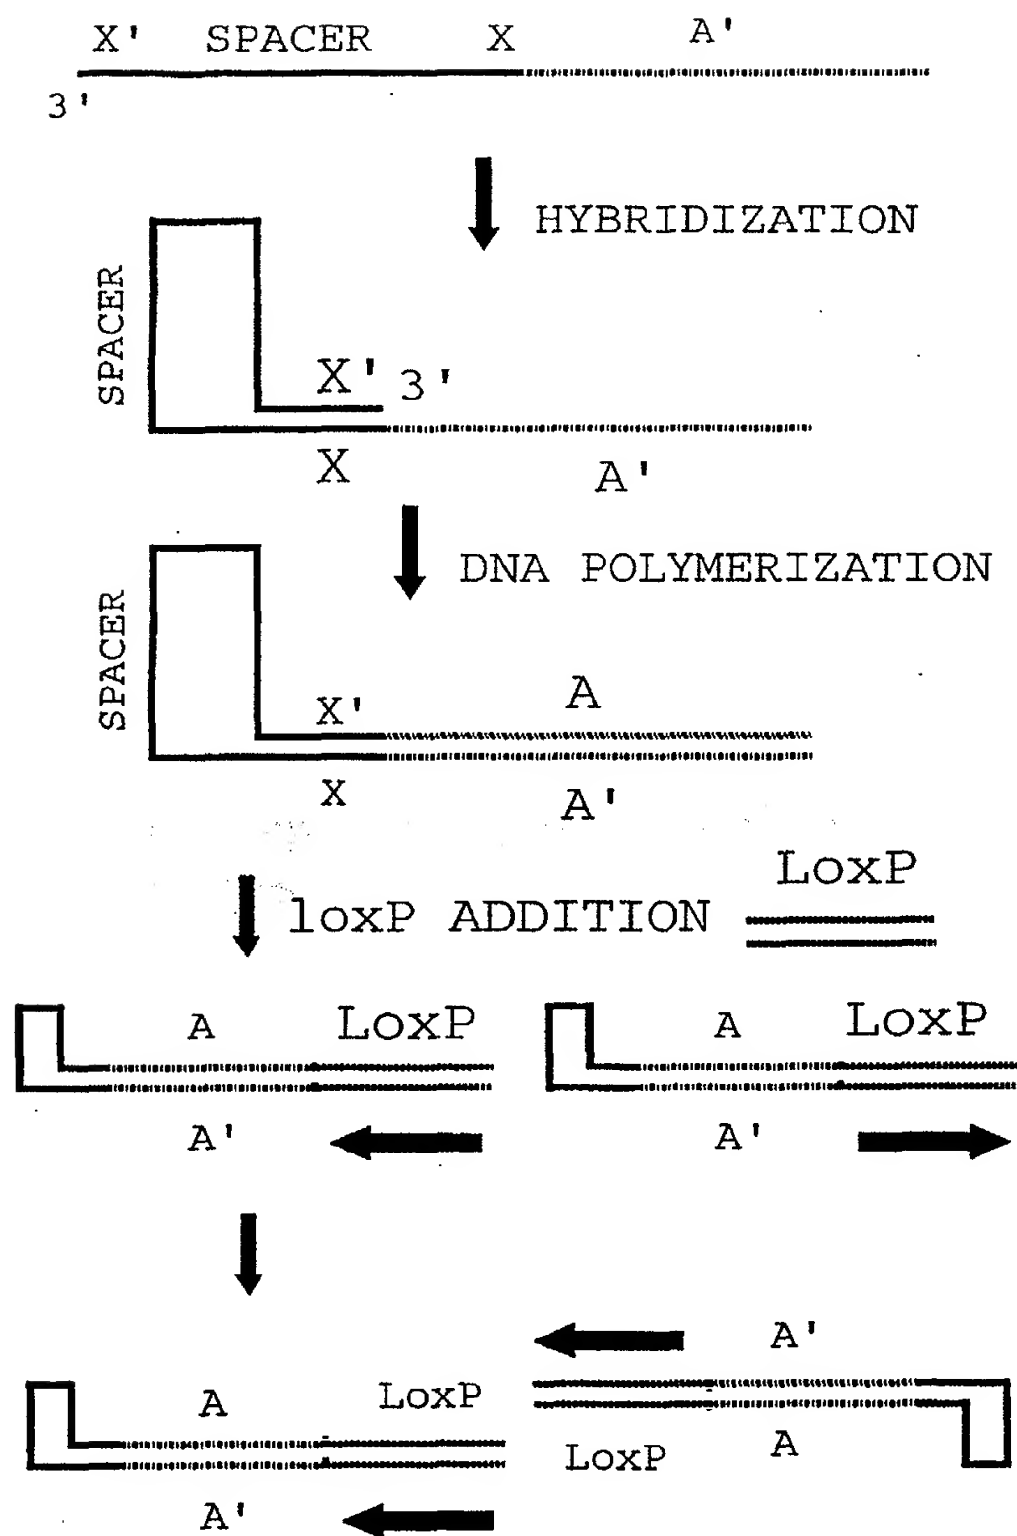 X' SPACER X A'
3'
HYBRIDIZATION
SPACER
X' 3'
X
A'
DNA POLYMERIZATION
SPACER
A
X'
X
A'
LoxP
loxP ADDITION
A LoxP A LoxP
A' A'
A'
A LoxP
LoxP A
A'